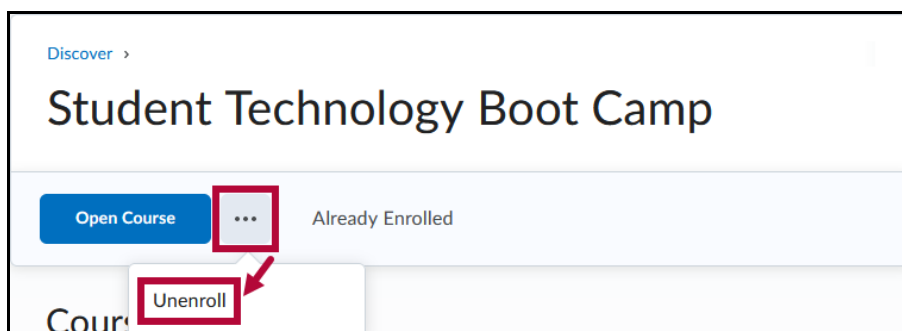 Discover ›
Student Technology Boot Camp
Open Course ... Already Enrolled
Unenroll